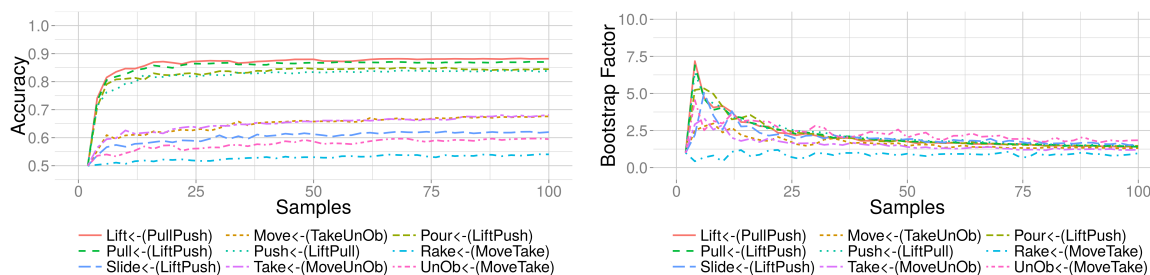 Accuracy
1.0
0.9
0.8
0.7
0.6
0.5
0
25
50
75
100
Samples
Lift<-(PullPush)
Move<-(TakeUnOb)
Pour<-(LiftPush)
Pull<-(LiftPush)
Push<-(LiftPull)
Rake<-(MoveTake)
Slide<-(LiftPush)
Take<-(MoveUnOb)
UnOb<-(MoveTake)
Bootstrap Factor
10.0
7.5
5.0
2.5
0.0
0
25
50
75
100
Samples
Lift<-(PullPush)
Move<-(TakeUnOb)
Pour<-(LiftPush)
Pull<-(LiftPush)
Push<-(LiftPull)
Rake<-(MoveTake)
Slide<-(LiftPush)
Take<-(MoveUnOb)
UnOb<-(MoveTake)